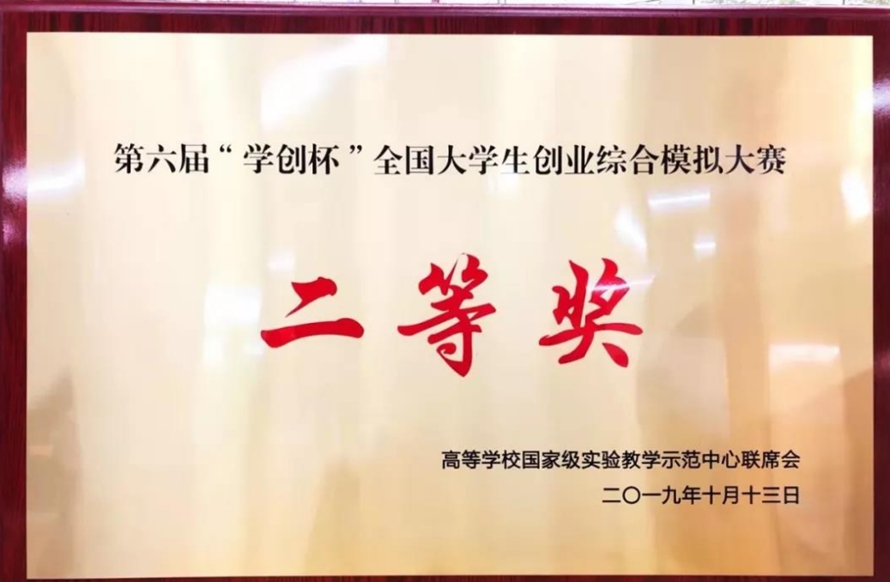 第六届“学创杯”全国大学生创业综合模拟大赛
二等奖
高等学校国家级实验教学示范中心联席会
二〇一九年十月十三日